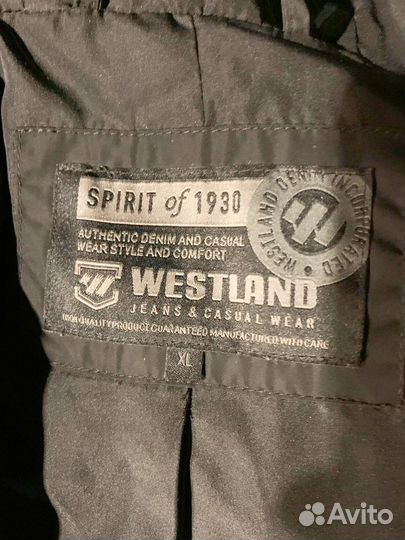 SPIRIT of 1930
WESTLAND DENIM INCORPORATED
AUTHENTIC DENIM AND CASUAL
WEAR STYLE AND COMFORT
WESTLAND
JEANS & CASUAL WEAR
HIGH QUALITY PRODUCT GUARANTEED MANUFACTURED WITH CARE
XL
Avito